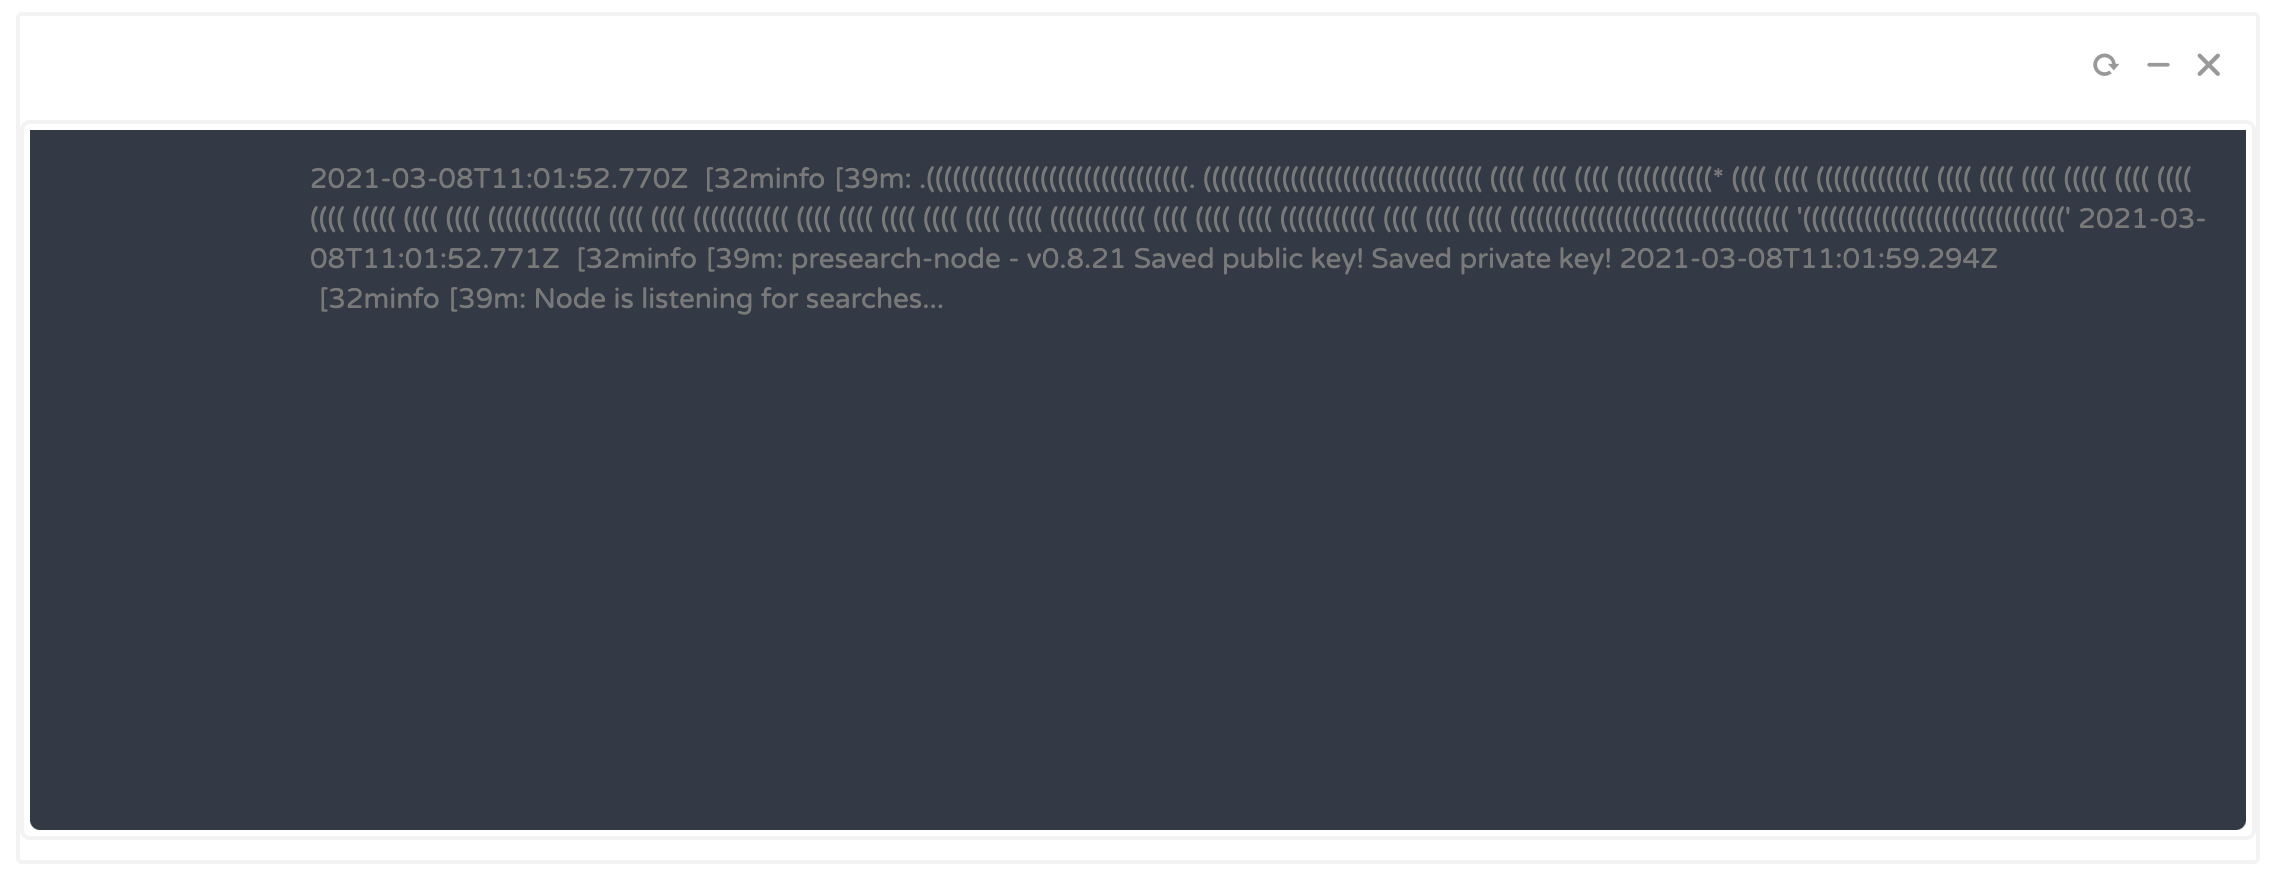 2021-03-08T11:01:52.770Z  [32minfo [39m: .((((((((((((((((((((((((((((((. (((((((((((((((((((((((((((((((( (((( (((( (((( (((((((((((* (((( (((( ((((((((((((( (((( (((( (((( ((((( (((( ((((
(((( ((((( (((( (((( ((((((((((((( (((( (((( ((((((((((( (((( (((( (((( (((( (((( (((( ((((((((((( (((( (((( (((( ((((((((((( (((( (((( (((( (((((((((((((((((((((((((((((((( '((((((((((((((((((((((((((((((' 2021-03-
08T11:01:52.771Z  [32minfo [39m: presearch-node - v0.8.21 Saved public key! Saved private key! 2021-03-08T11:01:59.294Z
[32minfo [39m: Node is listening for searches...